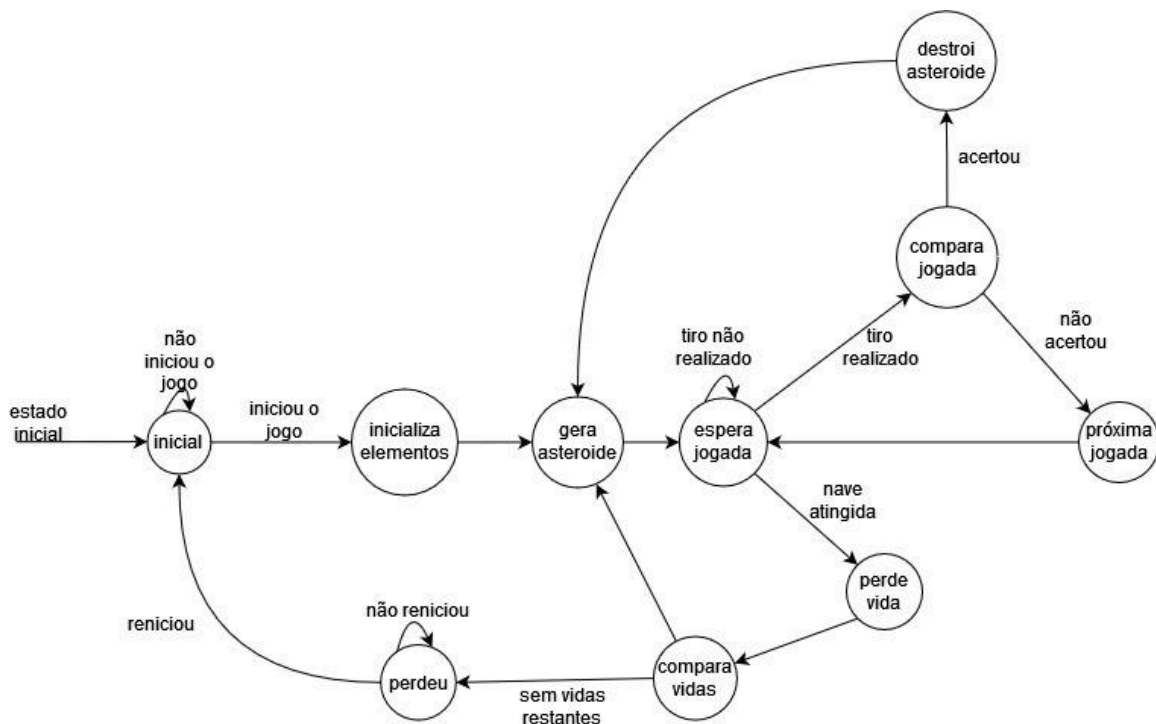 destroi
asteroide
acertou
compara
jogada
não
acertou
tiro
realizado
tiro não
realizado
não
iniciou o
jogo
estado
inicial
inicial
iniciou o
jogo
inicializa
elementos
gera
asteroide
espera
jogada
próxima
jogada
nave
atingida
perde
vida
reniciou
não reniciou
perdeu
sem vidas
restantes
compara
vidas